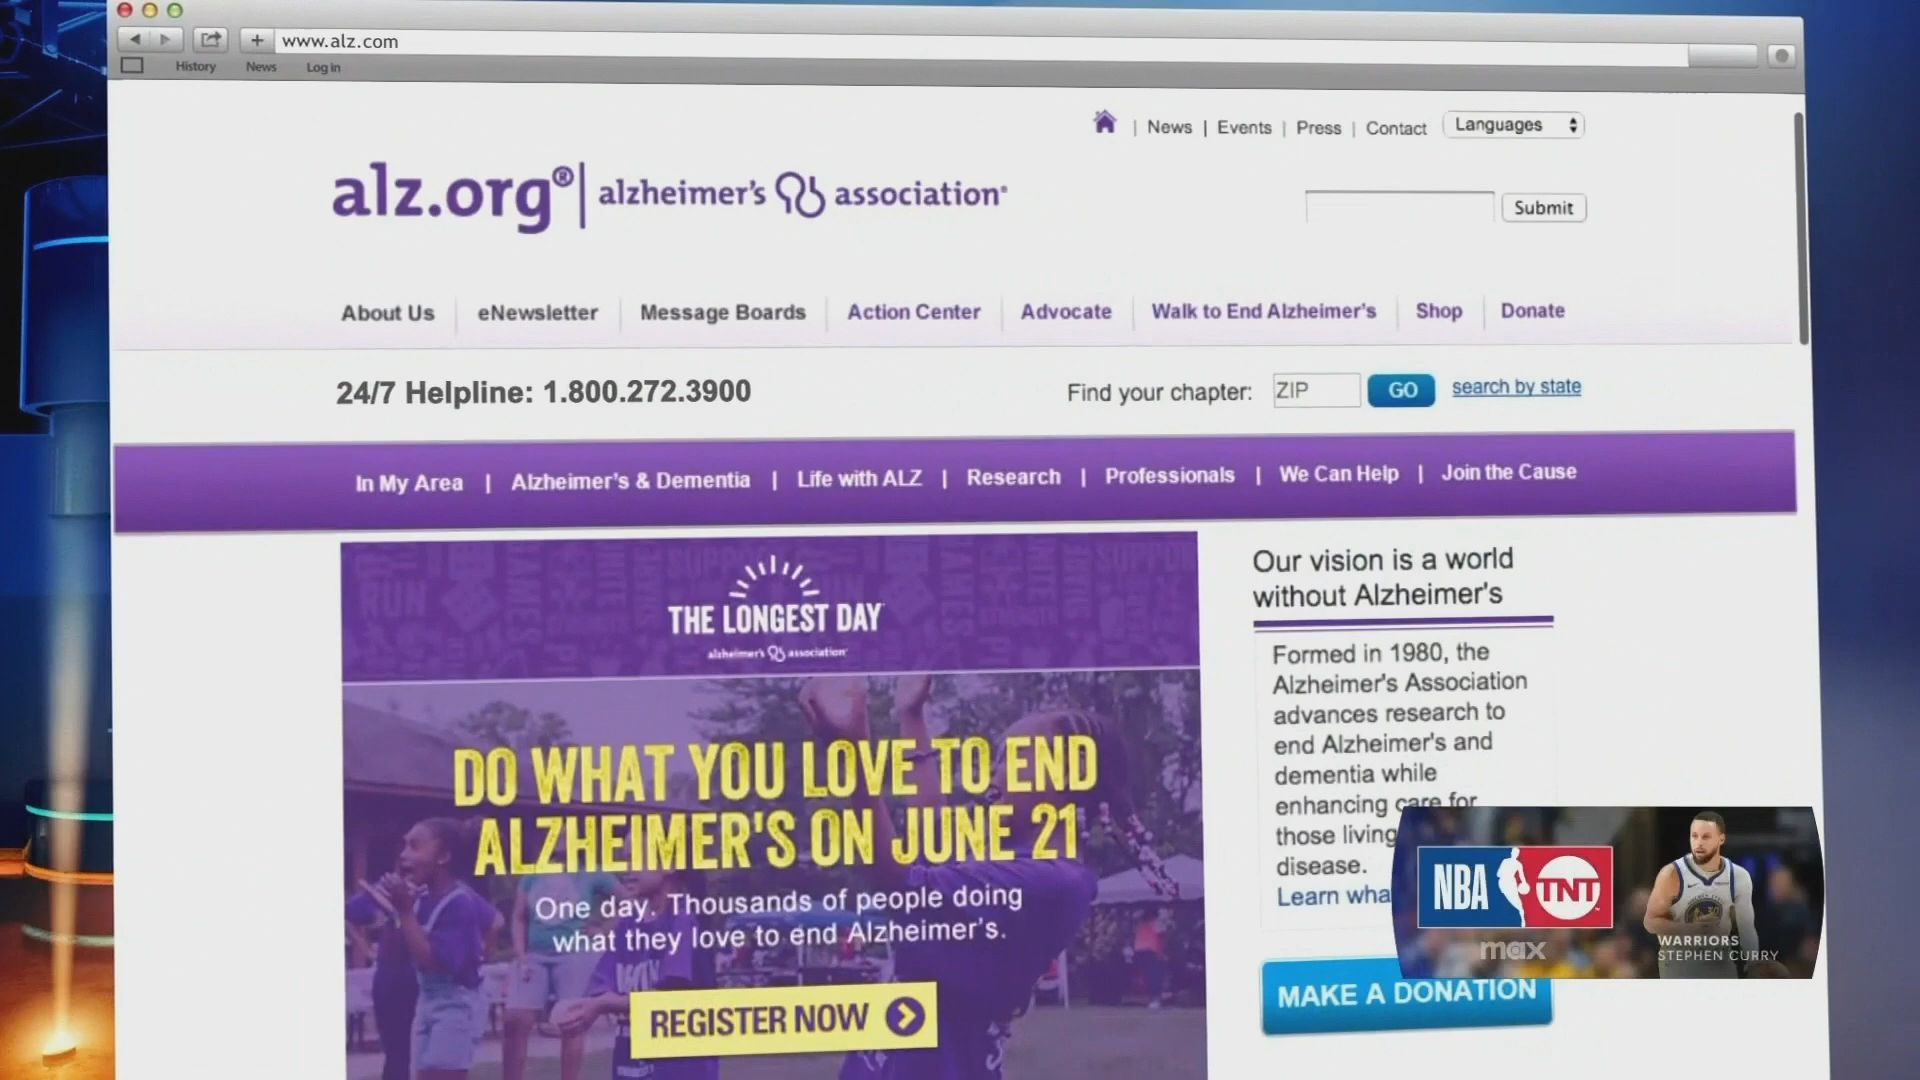 www.alz.com
History News Log in
| News | Events | Press | Contact Languages
alz.org® | alzheimer's association®
Submit
About Us eNewsletter Message Boards Action Center Advocate Walk to End Alzheimer's Shop Donate
24/7 Helpline: 1.800.272.3900
Find your chapter: ZIP GO search by state
In My Area | Alzheimer's & Dementia | Life with ALZ | Research | Professionals | We Can Help | Join the Cause
THE LONGEST DAY
alzheimer's association
DO WHAT YOU LOVE TO END
ALZHEIMER'S ON JUNE 21
One day. Thousands of people doing
what they love to end Alzheimer's.
REGISTER NOW
Our vision is a world
without Alzheimer's
Formed in 1980, the
Alzheimer's Association
advances research to
end Alzheimer's and
dementia while
enhancing care for
those living
disease.
Learn
MAKE A DONATION
NBA TNT
max
WARRIORS
STEPHEN CURRY